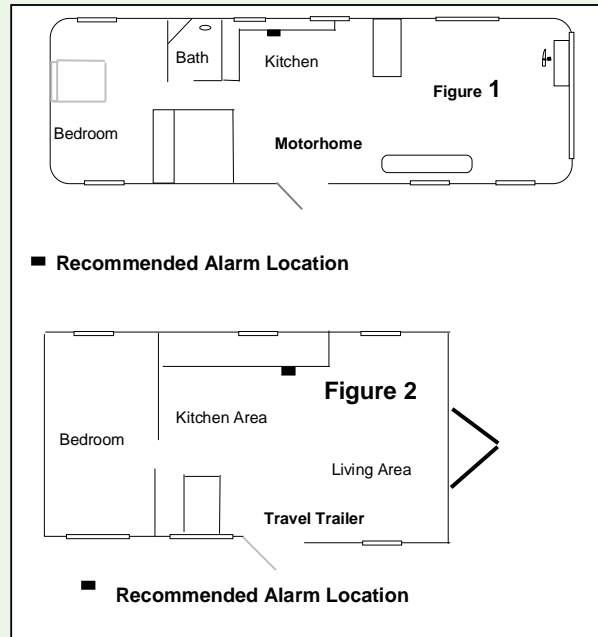 Bath
Kitchen
Figure 1
Bedroom
Motorhome
Recommended Alarm Location
Figure 2
Kitchen Area
Bedroom
Living Area
Travel Trailer
Recommended Alarm Location